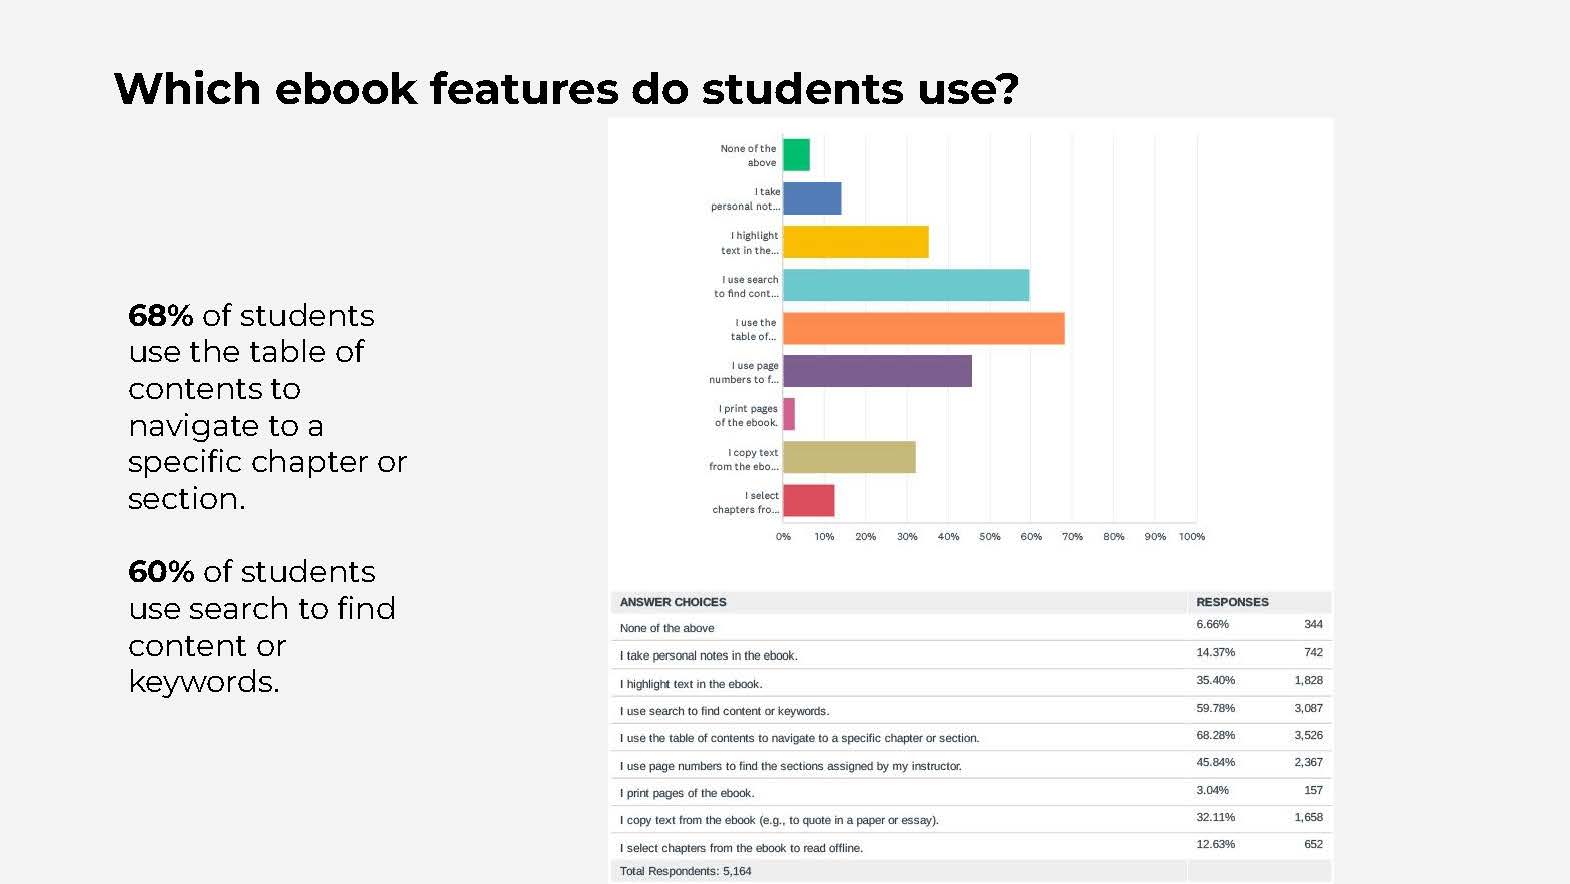 Which ebook features do students use?
68% of students
use the table of
contents to
navigate to a
specific chapter or
section.
60% of students
use search to find
content or
keywords.
None of the
above
I take
personal not...
I highlight
text in the...
I use search
to find cont...
I use the
table of...
I use page
numbers to f...
I print pages
of the ebook.
I copy text
from the ebo...
I select
chapters fro...
0% 10% 20% 30% 40% 50% 60% 70% 80% 90% 100%
ANSWER CHOICES RESPONSES
None of the above 6.66% 344
I take personal notes in the ebook. 14.37% 742
I highlight text in the ebook. 35.40% 1,828
I use search to find content or keywords. 59.78% 3,087
I use the table of contents to navigate to a specific chapter or section. 68.28% 3,526
I use page numbers to find the sections assigned by my instructor. 45.84% 2,367
I print pages of the ebook. 3.04% 157
I copy text from the ebook (e.g., to quote in a paper or essay). 32.11% 1,658
I select chapters from the ebook to read offline. 12.63% 652
Total Respondents: 5,164